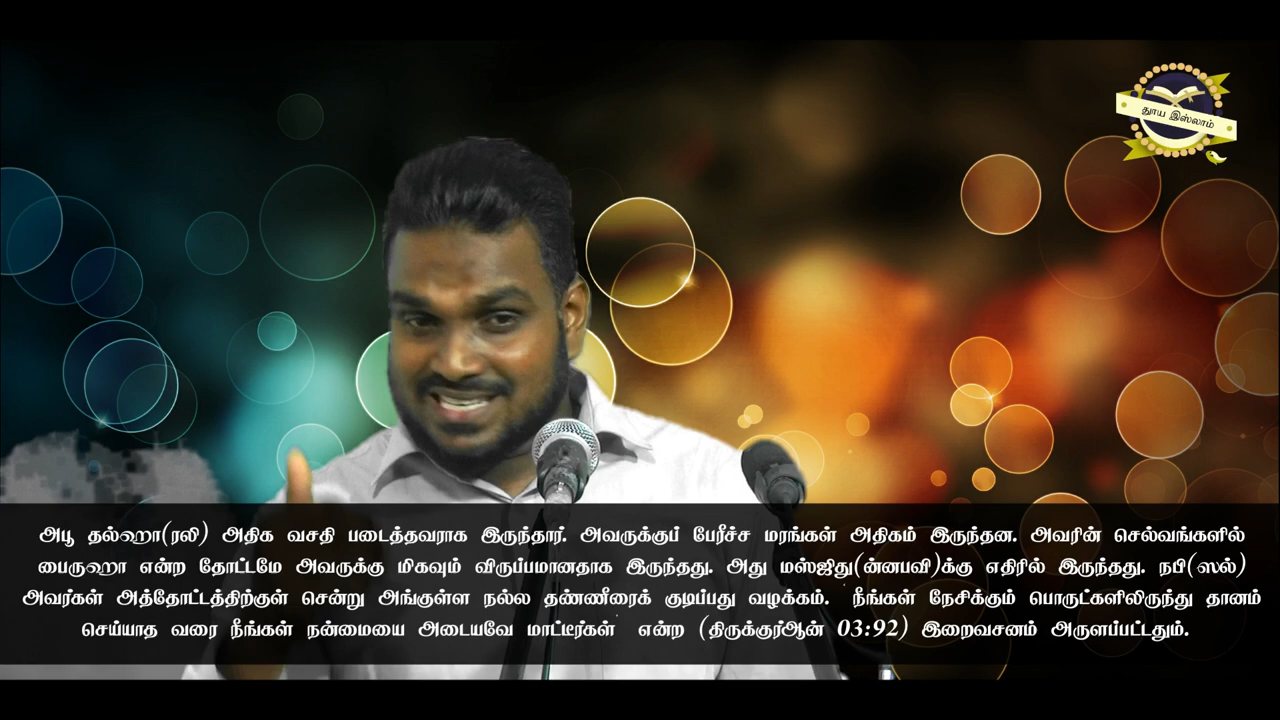 தூய இஸ்லாம்
அபூ தல்ஹா(ரலி) அதிக வசதி படைத்தவராக இருந்தார். அவருக்குப் பேரீச்ச மரங்கள் அதிகம் இருந்தன. அவரின் செல்வங்களில்
பைருஹா என்ற தோட்டமே அவருக்கு மிகவும் விருப்பமானதாக இருந்தது. அது மஸ்ஜிது(ன்னபவி)க்கு எதிரில் இருந்தது. நபி(ஸல்)
அவர்கள் அத்தோட்டத்திற்குள் சென்று அங்குள்ள நல்ல தண்ணீரைக் குடிப்பது வழக்கம். நீங்கள் நேசிக்கும் பொருட்களிலிருந்து தானம்
செய்யாத வரை நீங்கள் நன்மையை அடையவே மாட்டீர்கள் என்ற (திருக்குர்ஆன் 03:92) இறைவசனம் அருளப்பட்டதும்.